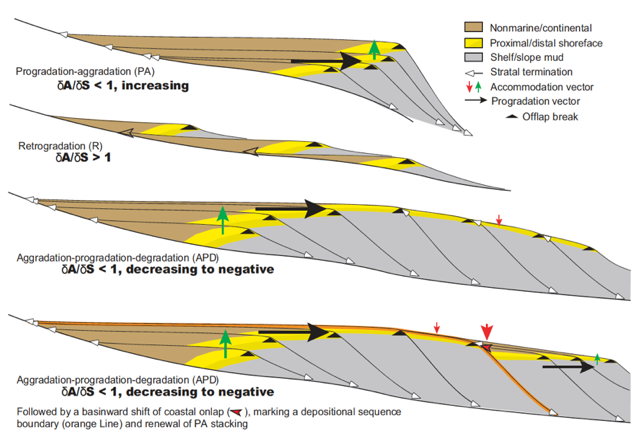 Nonmarine/continental
Proximal/distal shoreface
Shelf/slope mud
Stratal termination
Accommodation vector
Progradation vector
Offlap break
Progradation-aggradation (PA)
δA/δS < 1, increasing
Retrogradation (R)
δA/δS > 1
Aggradation-progradation-degradation (APD)
δA/δS < 1, decreasing to negative
Aggradation-progradation-degradation (APD)
δA/δS < 1, decreasing to negative
Followed by a basinward shift of coastal onlap ( ), marking a depositional sequence
boundary (orange Line) and renewal of PA stacking